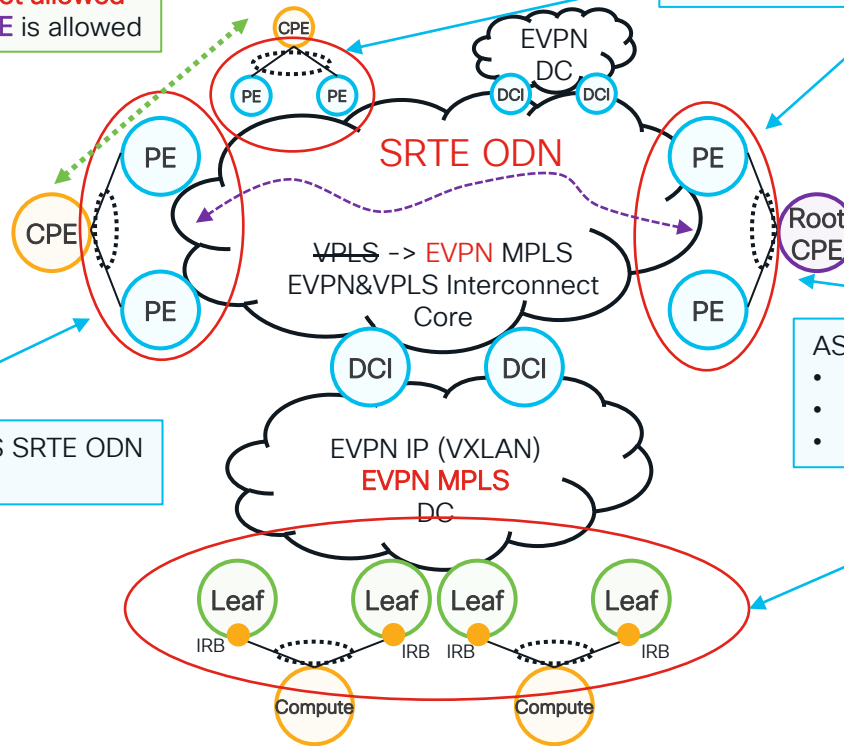 ot allowed
E is allowed
CPE
PE
PE
EVPN
DC
DCI
DCI
PE
CPE
PE
SRTE ODN
PE
Root
CPE
PE
VPLS -> EVPN MPLS
EVPN&VPLS Interconnect
Core
DCI
DCI
AS
•
•
•
S SRTE ODN
EVPN IP (VXLAN)
EVPN MPLS
DC
Leaf
Leaf
Leaf
Leaf
IRB
IRB
IRB
IRB
Compute
Compute